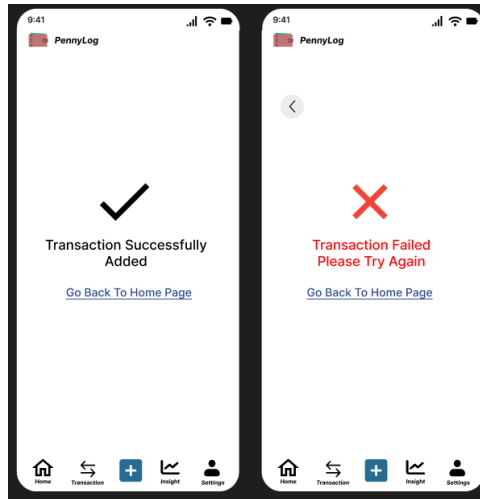 9:41
PennyLog
Transaction Successfully
Added
Go Back To Home Page
Home
Transaction
Insight
Settings
9:41
PennyLog
Transaction Failed
Please Try Again
Go Back To Home Page
Home
Transaction
Insight
Settings